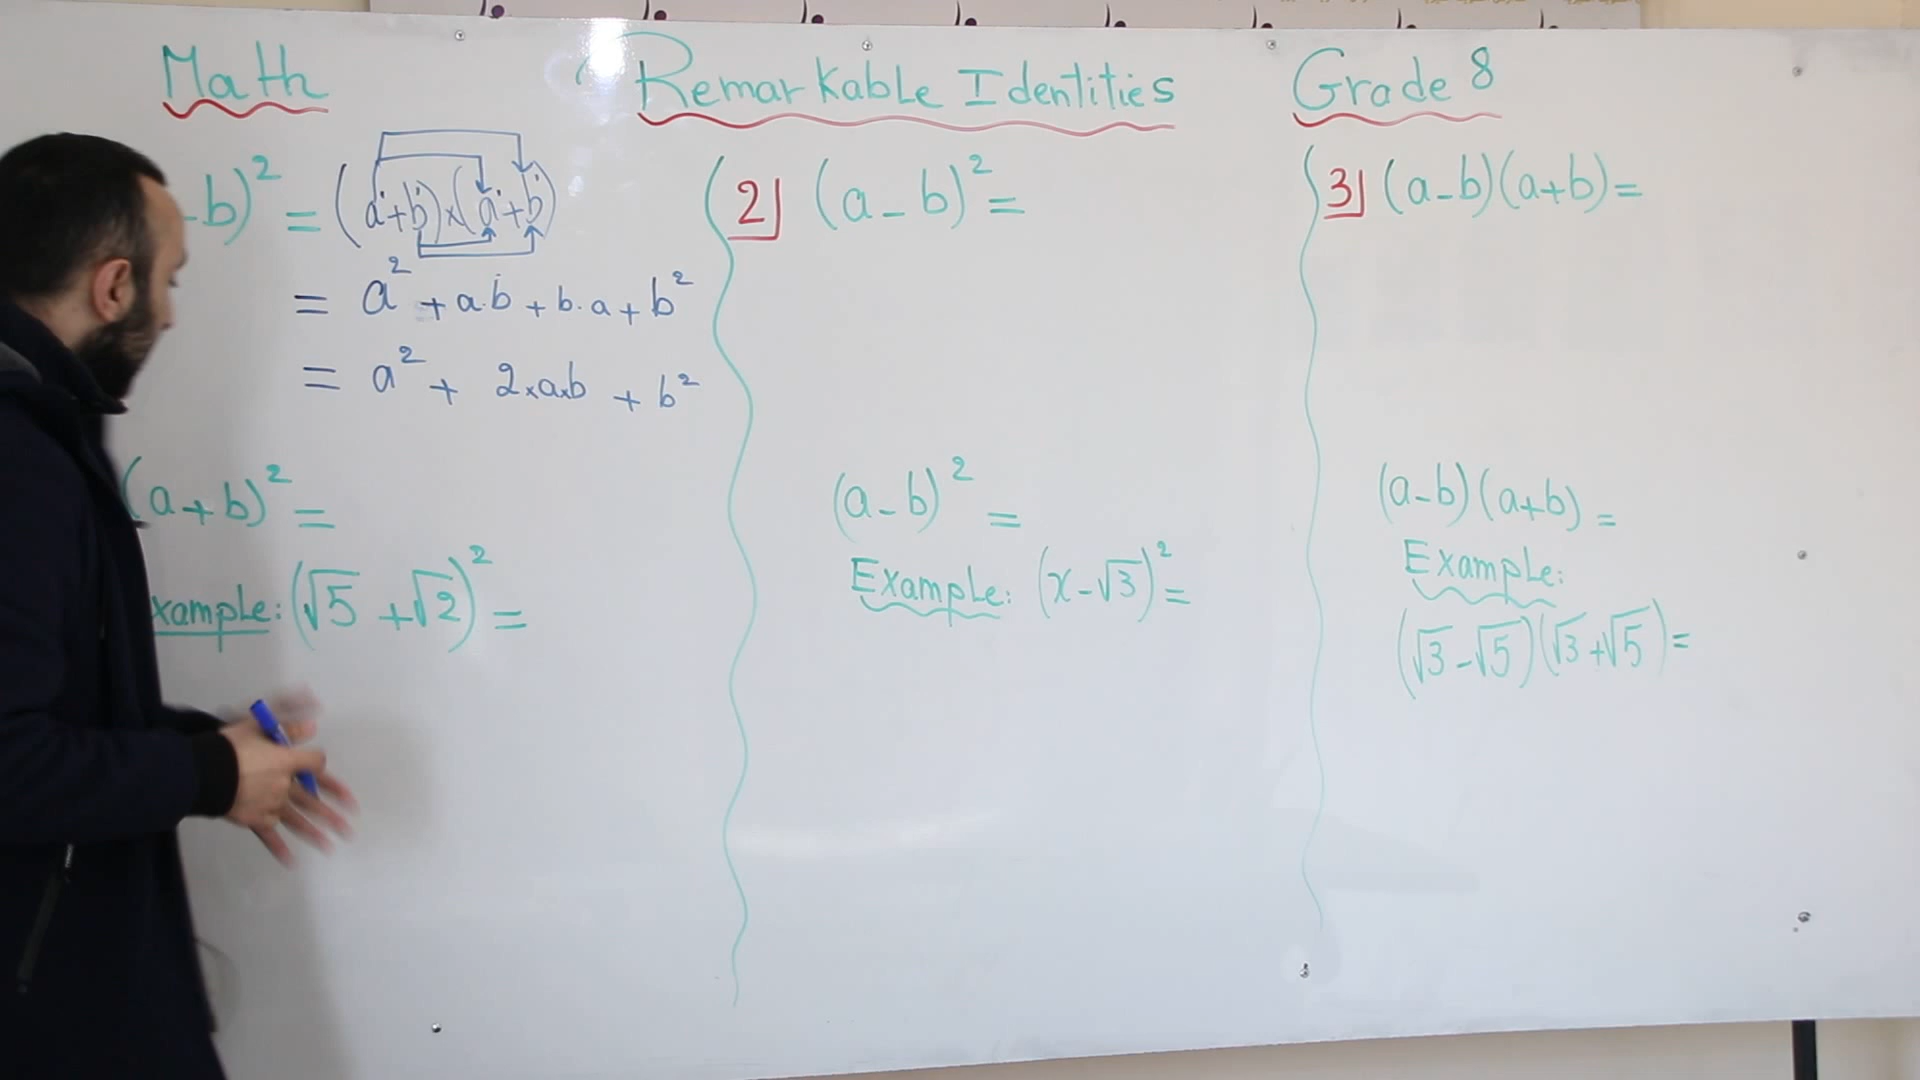 Math
Remarkable Identities
Grade 8
b)² = (a+b)×(a+b)
= a² + a.b + b.a + b²
= a² + 2×a×b + b²
(a+b)² =
xample: (√5 +√2)² =
2] (a-b)² =
(a-b)² =
Example: (x-√3)² =
3] (a-b)(a+b) =
(a-b)(a+b) =
Example:
(√3-√5)(√3+√5) =